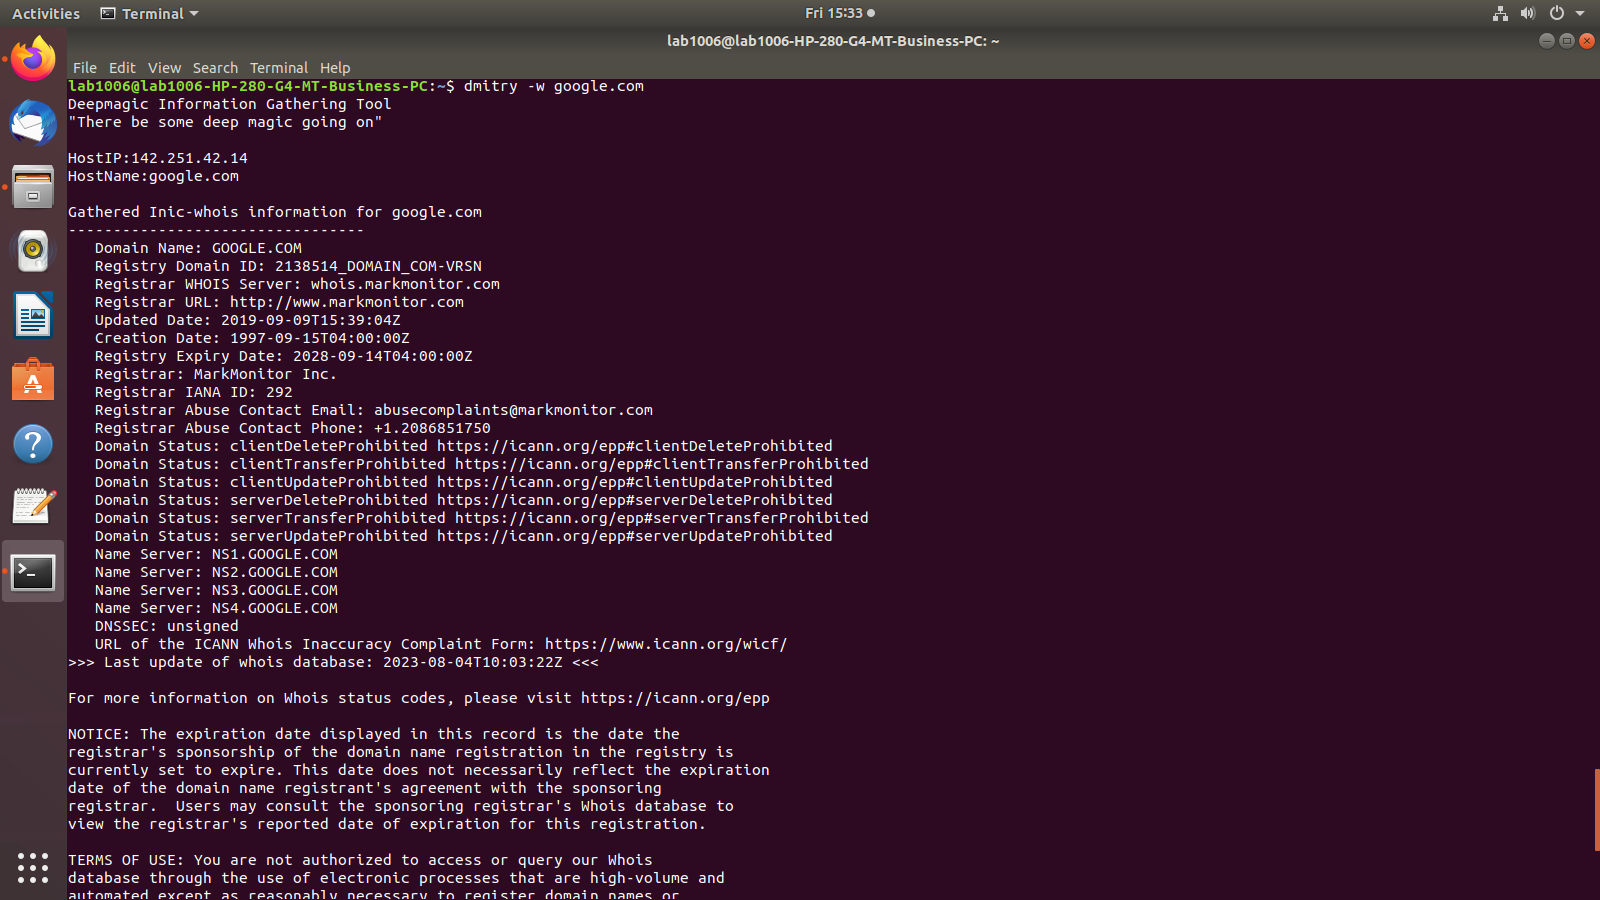 Activities Terminal Fri 15:33
lab1006@lab1006-HP-280-G4-MT-Business-PC: ~
File Edit View Search Terminal Help
lab1006@lab1006-HP-280-G4-MT-Business-PC:~$ dmitry -w google.com
Deepmagic Information Gathering Tool
"There be some deep magic going on"
HostIP:142.251.42.14
HostName:google.com
Gathered Inic-whois information for google.com
---------------------------------
Domain Name: GOOGLE.COM
Registry Domain ID: 2138514_DOMAIN_COM-VRSN
Registrar WHOIS Server: whois.markmonitor.com
Registrar URL: http://www.markmonitor.com
Updated Date: 2019-09-09T15:39:04Z
Creation Date: 1997-09-15T04:00:00Z
Registry Expiry Date: 2028-09-14T04:00:00Z
Registrar: MarkMonitor Inc.
Registrar IANA ID: 292
Registrar Abuse Contact Email: abusecomplaints@markmonitor.com
Registrar Abuse Contact Phone: +1.2086851750
Domain Status: clientDeleteProhibited https://icann.org/epp#clientDeleteProhibited
Domain Status: clientTransferProhibited https://icann.org/epp#clientTransferProhibited
Domain Status: clientUpdateProhibited https://icann.org/epp#clientUpdateProhibited
Domain Status: serverDeleteProhibited https://icann.org/epp#serverDeleteProhibited
Domain Status: serverTransferProhibited https://icann.org/epp#serverTransferProhibited
Domain Status: serverUpdateProhibited https://icann.org/epp#serverUpdateProhibited
Name Server: NS1.GOOGLE.COM
Name Server: NS2.GOOGLE.COM
Name Server: NS3.GOOGLE.COM
Name Server: NS4.GOOGLE.COM
DNSSEC: unsigned
URL of the ICANN Whois Inaccuracy Complaint Form: https://www.icann.org/wicf/
>>> Last update of whois database: 2023-08-04T10:03:22Z <<<
For more information on Whois status codes, please visit https://icann.org/epp
NOTICE: The expiration date displayed in this record is the date the
registrar's sponsorship of the domain name registration in the registry is
currently set to expire. This date does not necessarily reflect the expiration
date of the domain name registrant's agreement with the sponsoring
registrar.  Users may consult the sponsoring registrar's Whois database to
view the registrar's reported date of expiration for this registration.
TERMS OF USE: You are not authorized to access or query our Whois
database through the use of electronic processes that are high-volume and
automated except as reasonably necessary to register domain names or